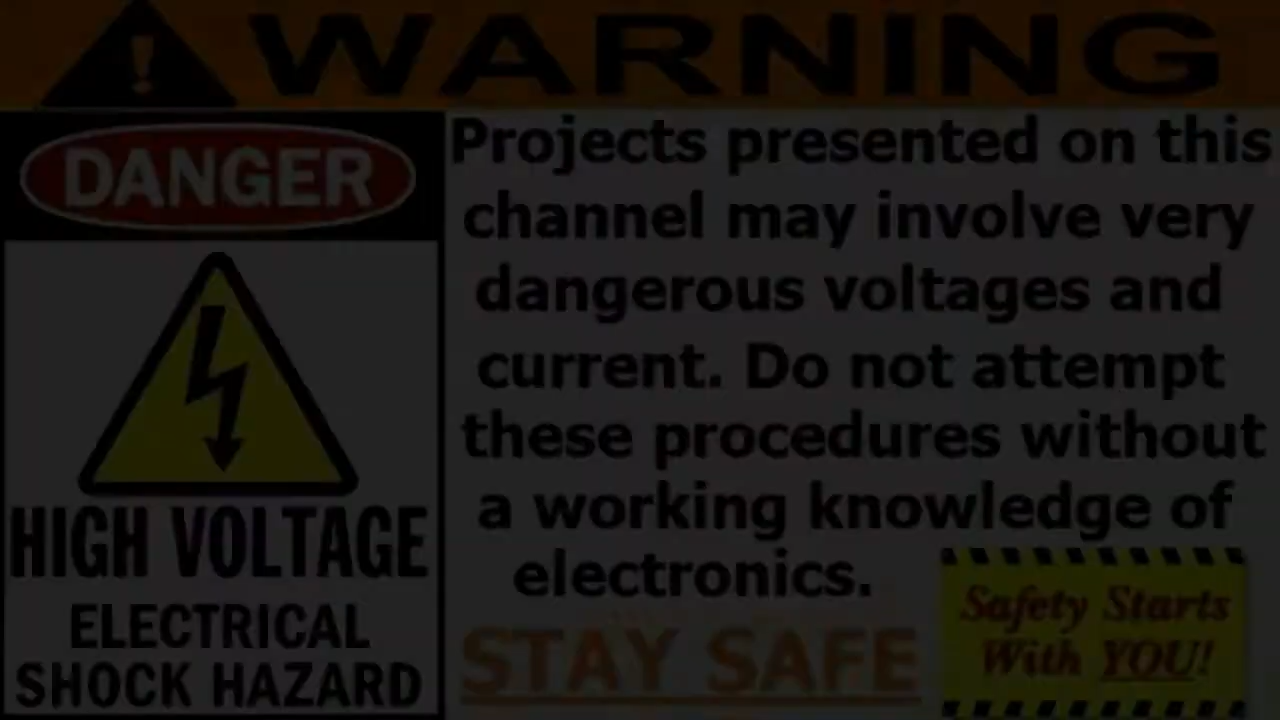 ! WARNING
DANGER
HIGH VOLTAGE
ELECTRICAL
SHOCK HAZARD
Projects presented on this
channel may involve very
dangerous voltages and
current. Do not attempt
these procedures without
a working knowledge of
electronics.
STAY SAFE
Safety Starts
With YOU!